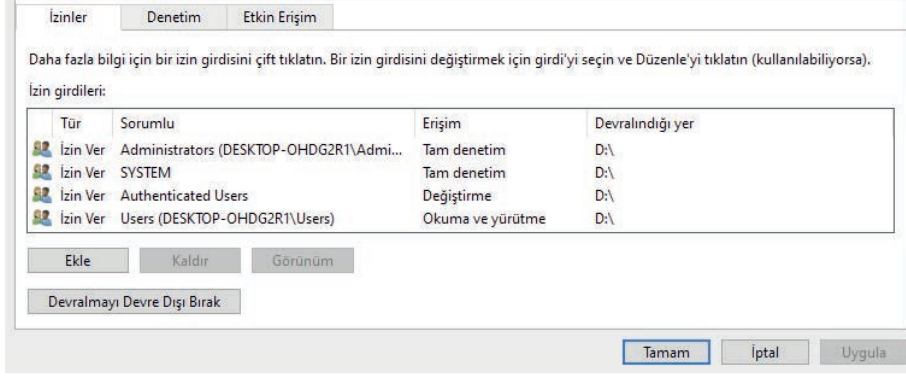 İzinler Denetim Etkin Erişim
Daha fazla bilgi için bir izin girdisini çift tıklatın. Bir izin girdisini değiştirmek için girdi'yi seçin ve Düzenle'yi tıklatın (kullanılabiliyorsa).
İzin girdileri:
Tür Sorumlu Erişim Devralındığı yer
İzin Ver Administrators (DESKTOP-OHDG2R1\Admi... Tam denetim D:\
İzin Ver SYSTEM Tam denetim D:\
İzin Ver Authenticated Users Değiştirme D:\
İzin Ver Users (DESKTOP-OHDG2R1\Users) Okuma ve yürütme D:\
Ekle Kaldır Görünüm
Devralmayı Devre Dışı Bırak
Tamam İptal Uygula